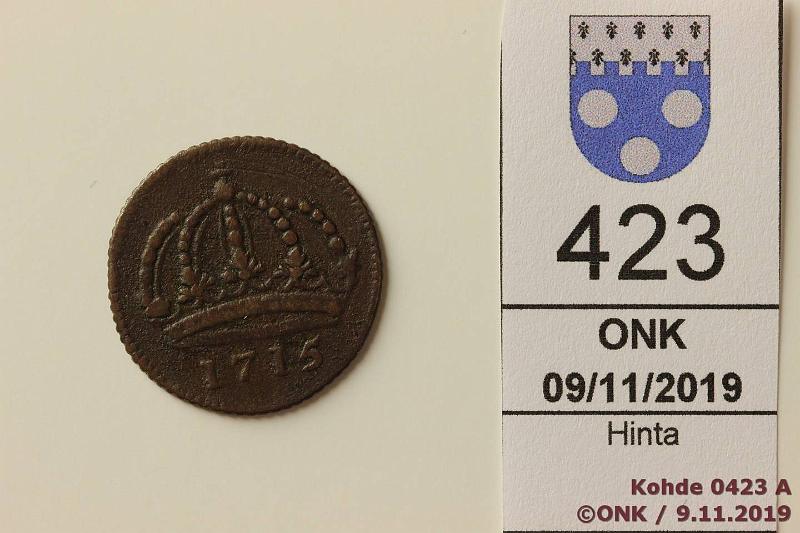 1715
423
ONK
09/11/2019
Hinta
Kohde 0423 A
©ONK / 9.11.2019